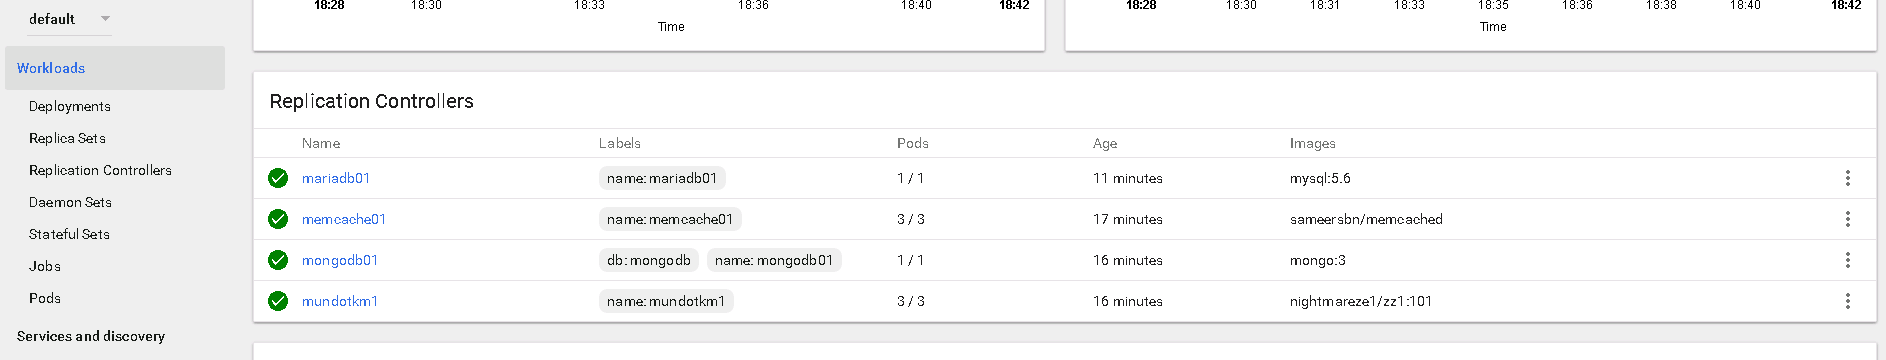 default
18:28 18:30 18:33 18:36 18:40 18:42
Time
18:28 18:30 18:31 18:33 18:35 18:36 18:38 18:40 18:42
Time
Workloads
Deployments
Replica Sets
Replication Controllers
Daemon Sets
Stateful Sets
Jobs
Pods
Services and discovery
Replication Controllers
Name Labels Pods Age Images
mariadb01 name: mariadb01 1 / 1 11 minutes mysql:5.6
memcache01 name: memcache01 3 / 3 17 minutes sameersbn/memcached
mongodb01 db: mongodb name: mongodb01 1 / 1 16 minutes mongo:3
mundotkm1 name: mundotkm1 3 / 3 16 minutes nightmareze1/zz1:101